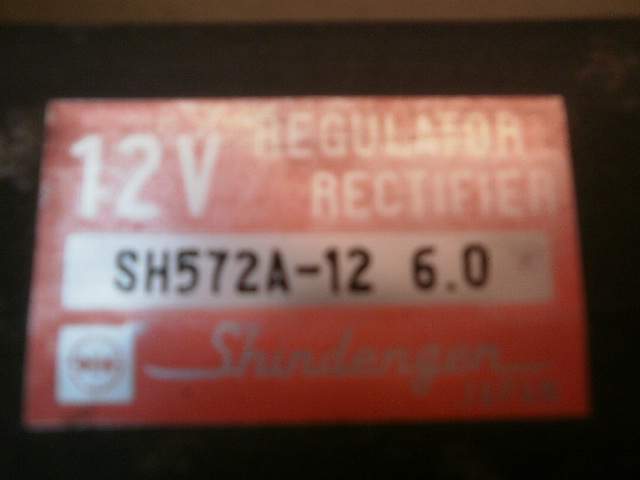 12V REGULATOR
RECTIFIER
SH572A-12 6.0
Shindengen
JAPAN